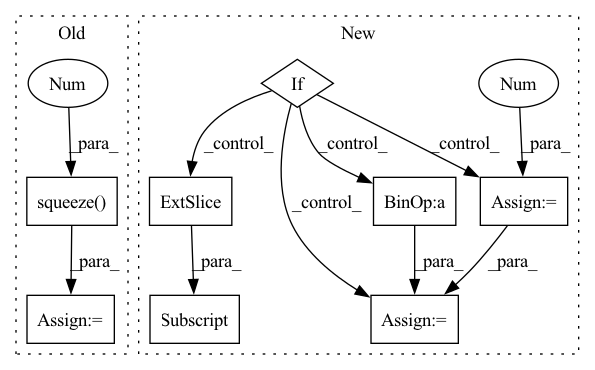 Old
New
Num
If
Num
_para_
_control_
_control_
_control_
_para_
squeeze()
ExtSlice
_control_
BinOp:a
Assign:=
_para_
_para_
_para_
_para_
Assign:=
Subscript
Assign:=